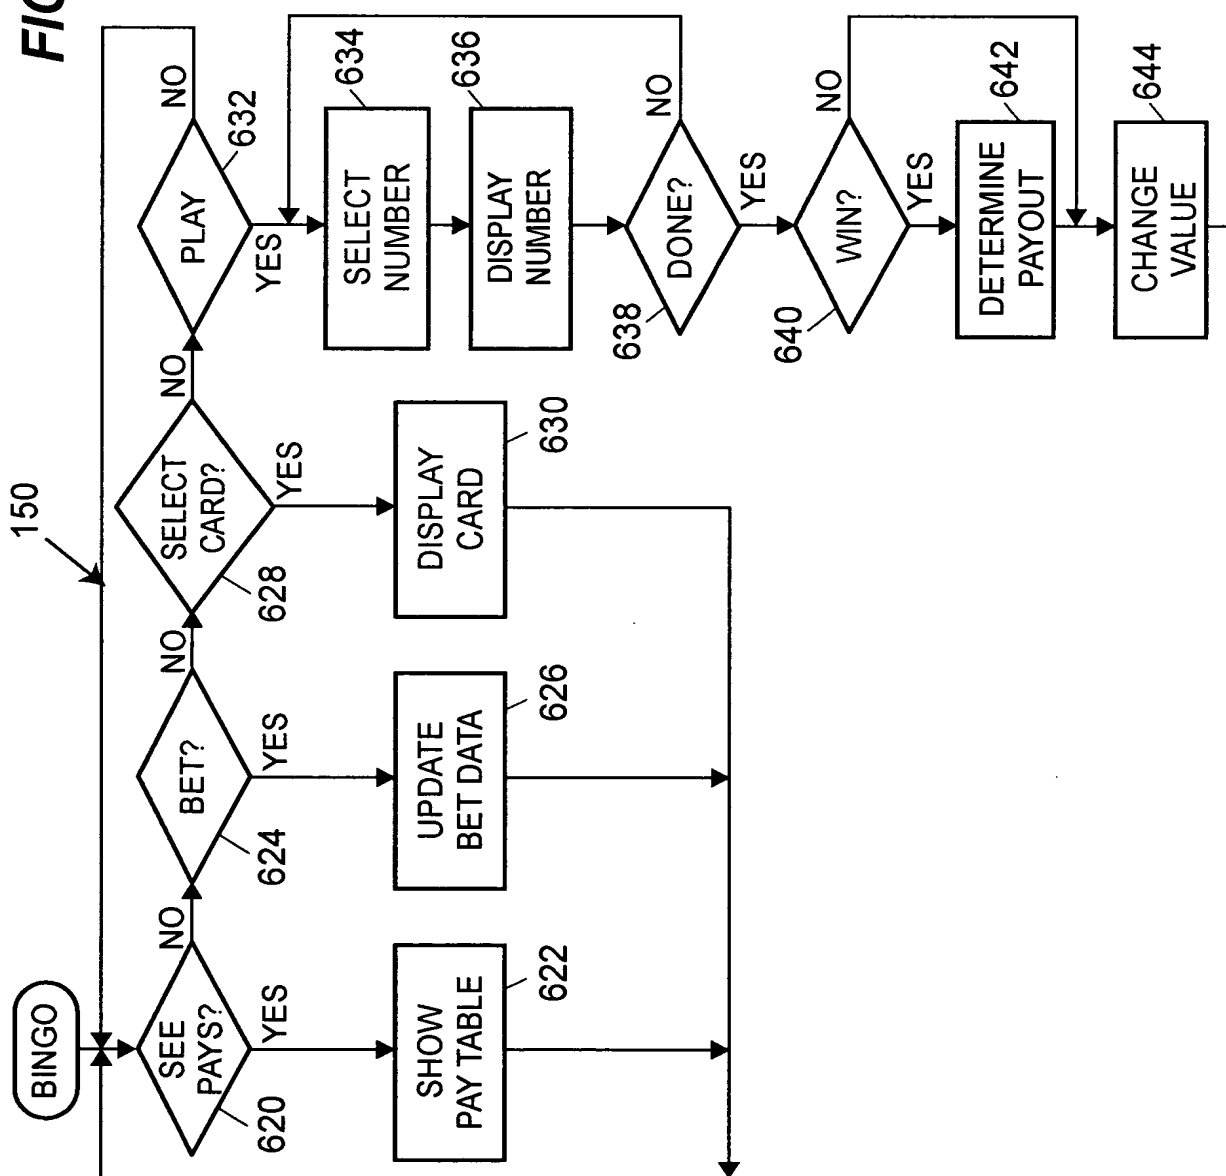 FIG
150
BINGO
SEE
PAYS?
620
NO
YES
SHOW
PAY TABLE
622
BET?
624
NO
YES
UPDATE
BET DATA
626
SELECT
CARD?
628
NO
YES
DISPLAY
CARD
630
PLAY
632
NO
YES
SELECT
NUMBER
634
DISPLAY
NUMBER
636
DONE?
638
NO
YES
WIN?
640
NO
YES
DETERMINE
PAYOUT
642
CHANGE
VALUE
644